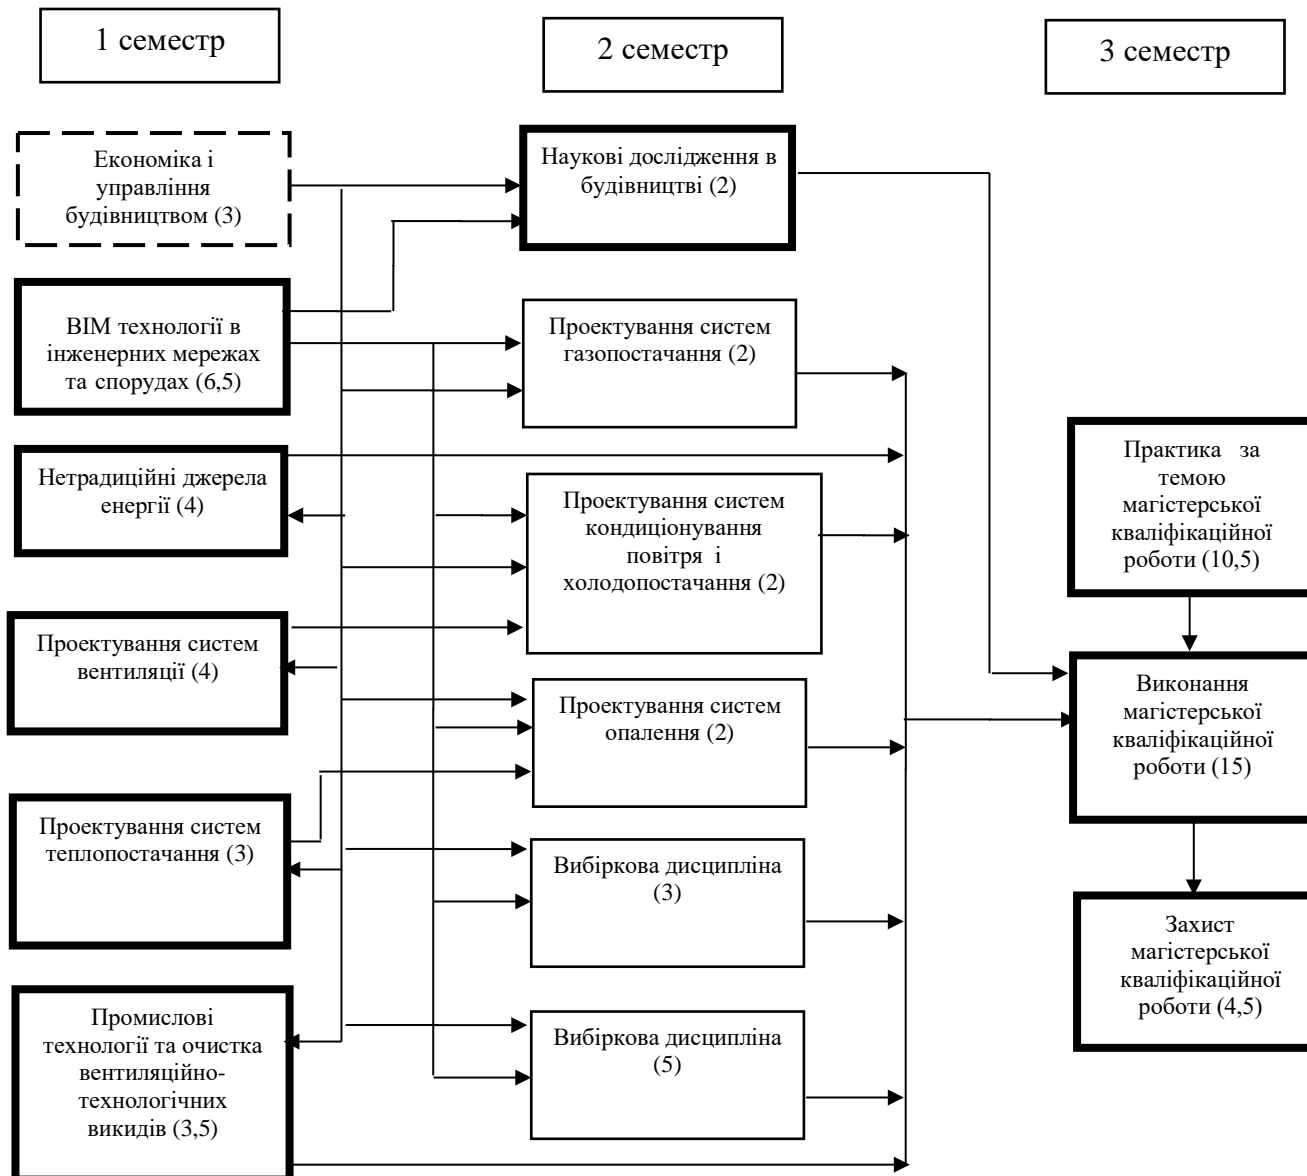 1 семестр
2 семестр
3 семестр
Економіка і
управління
будівництвом (3)
ВІМ технології в
інженерних мережах
та спорудах (6,5)
Нетрадиційні джерела
енергії (4)
Проектування систем
вентиляції (4)
Проектування систем
теплопостачання (3)
Промислові
технології та очистка
вентиляційно-
технологічних
викидів (3,5)
Наукові дослідження в
будівництві (2)
Проектування систем
газопостачання (2)
Проектування систем
кондиціонування
повітря і
холодопостачання (2)
Проектування систем
опалення (2)
Вибіркова дисципліна
(3)
Вибіркова дисципліна
(5)
Практика за
темою
магістерської
кваліфікаційної
роботи (10,5)
Виконання
магістерської
кваліфікаційної
роботи (15)
Захист
магістерської
кваліфікаційної
роботи (4,5)